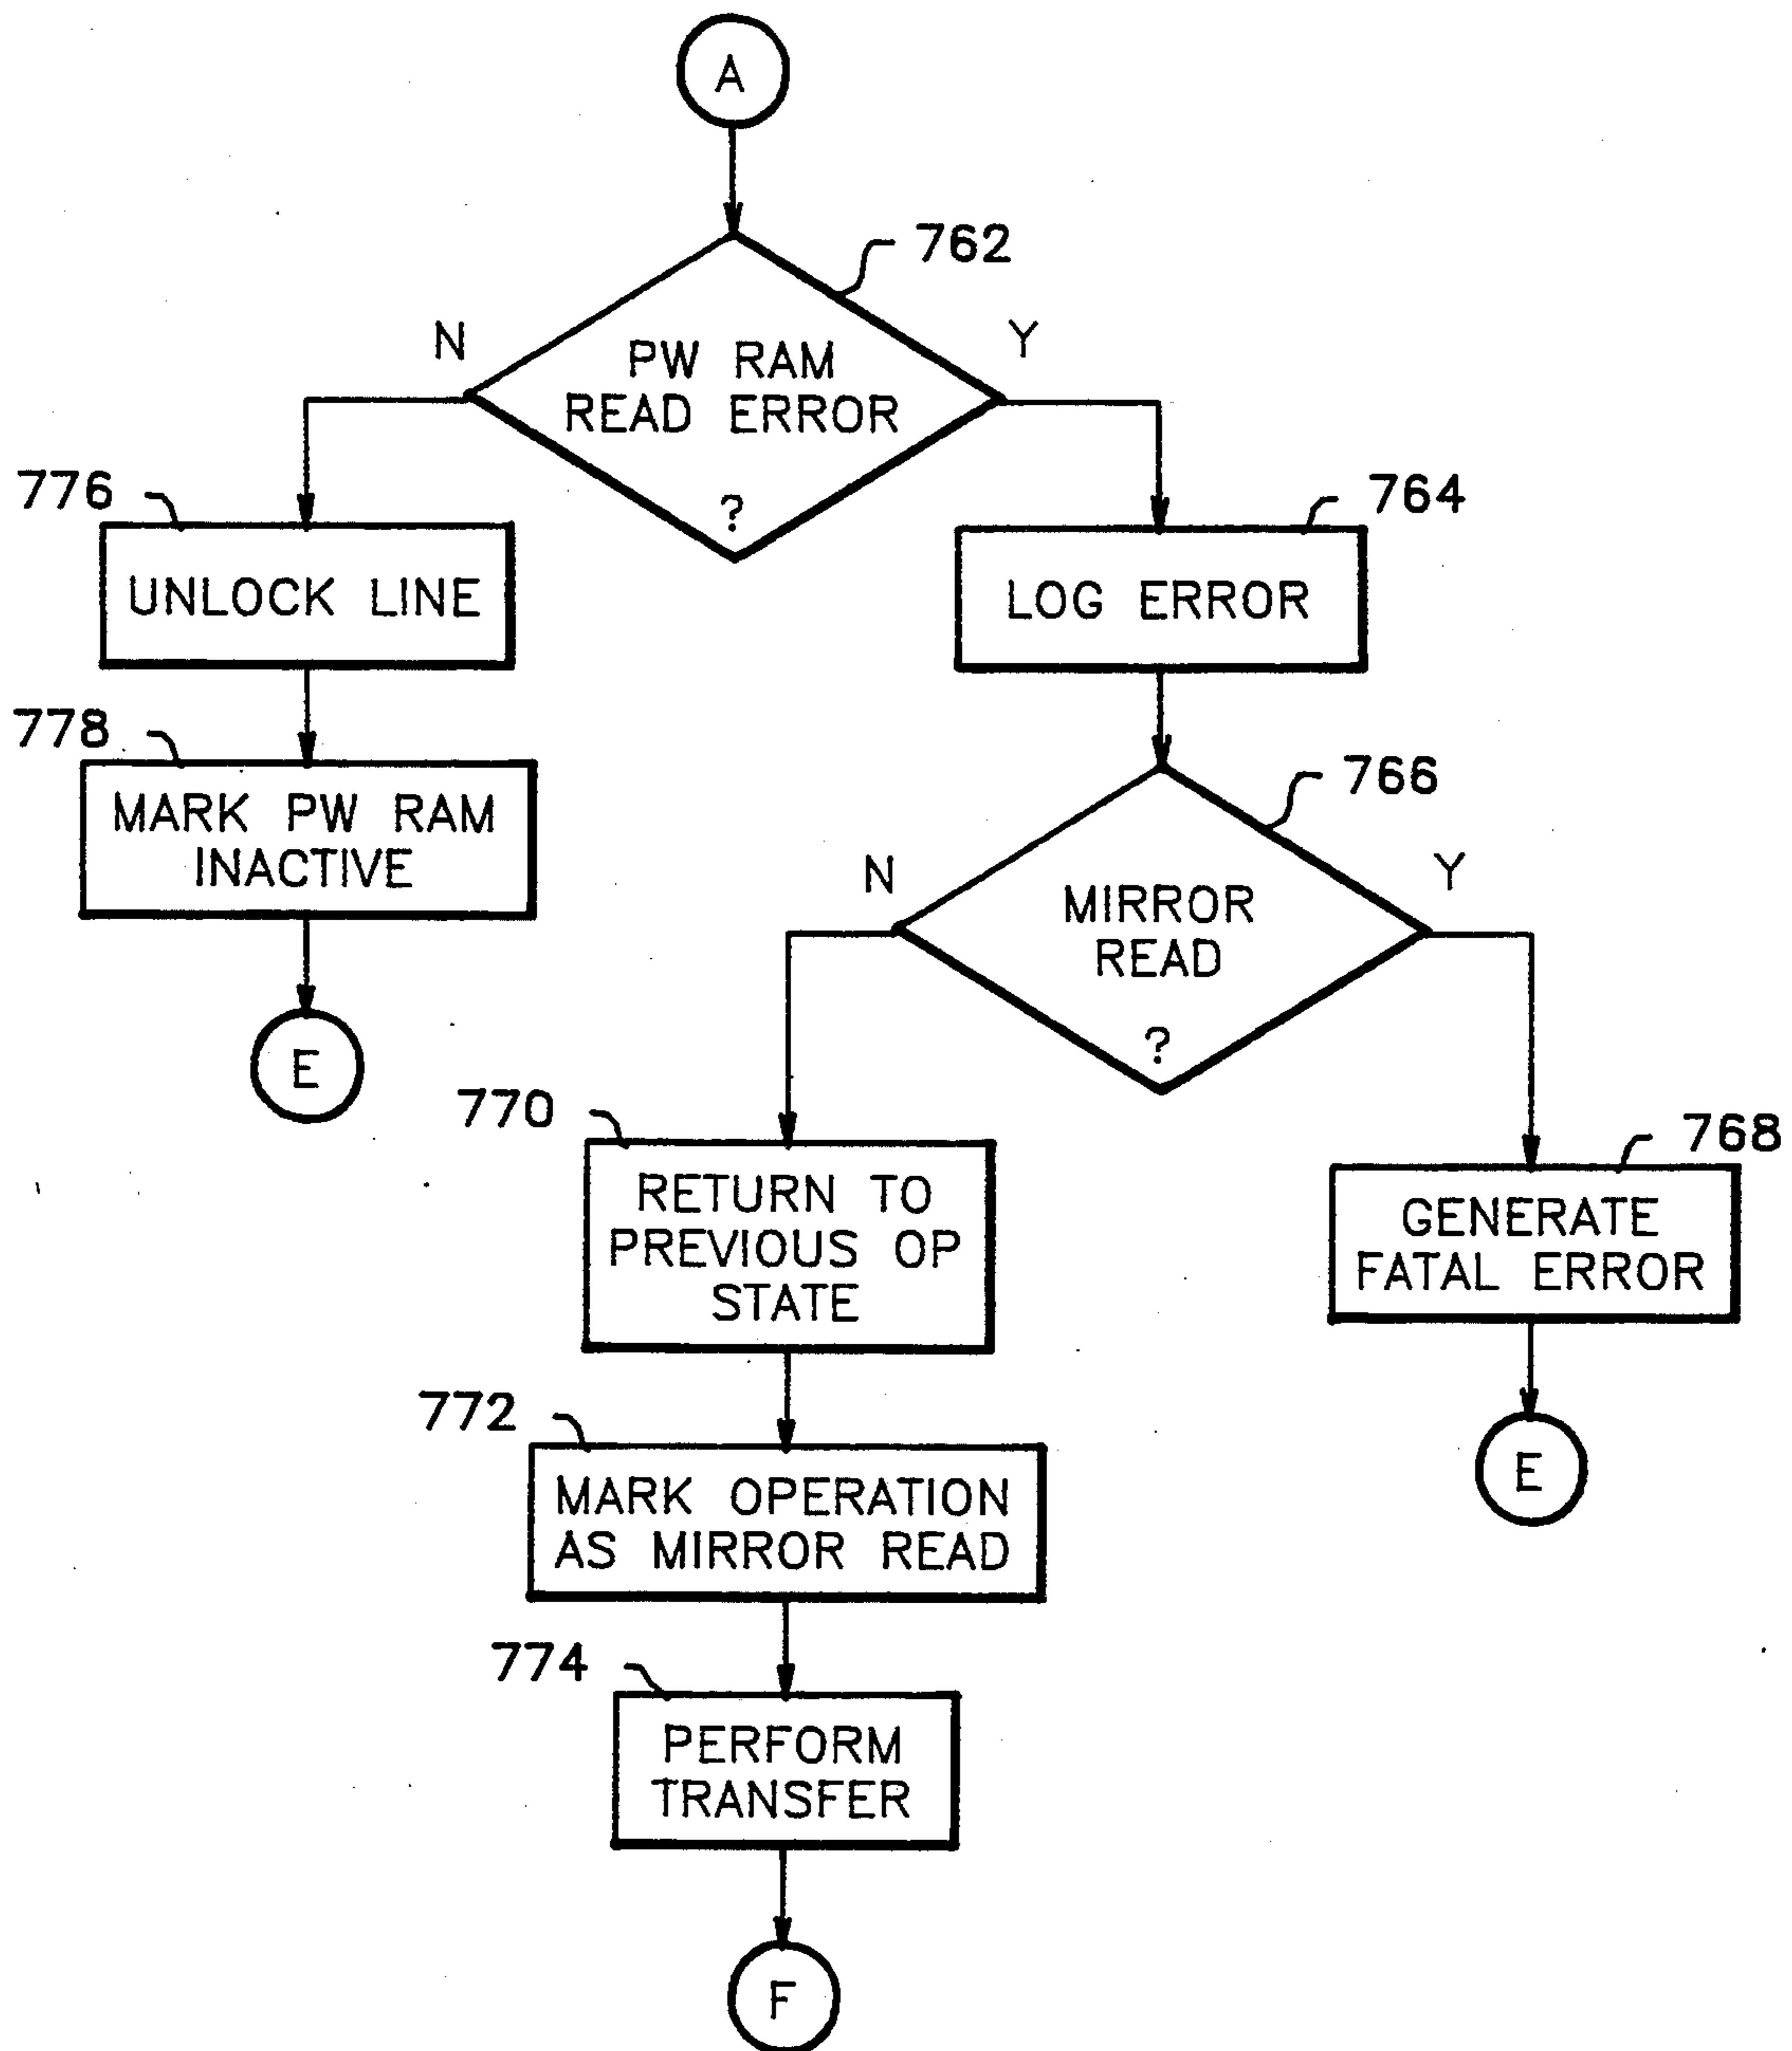 A
762
N
Y
PW RAM
READ ERROR
?
776
764
UNLOCK LINE
LOG ERROR
778
766
MARK PW RAM
INACTIVE
N
Y
MIRROR
READ
?
E
770
768
RETURN TO
PREVIOUS OP
STATE
GENERATE
FATAL ERROR
772
E
MARK OPERATION
AS MIRROR READ
774
PERFORM
TRANSFER
F